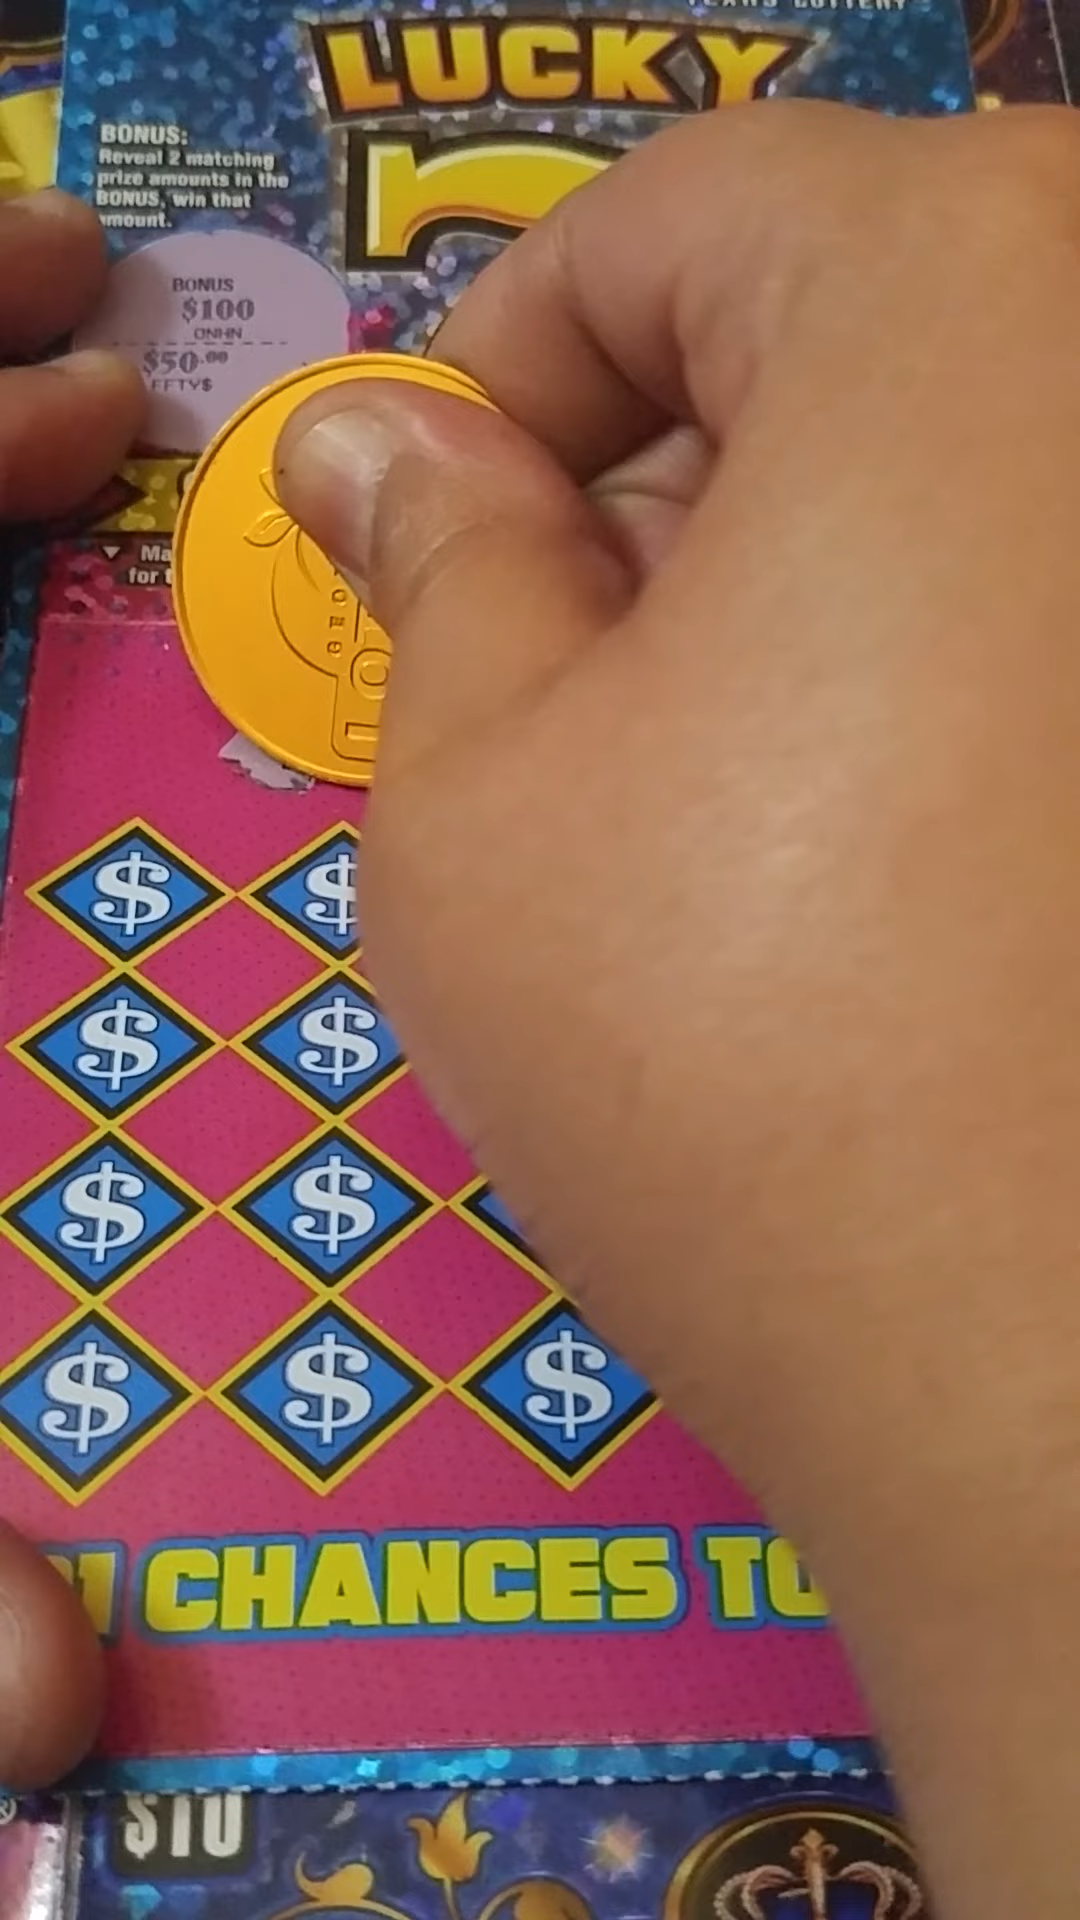 LUCKY
BONUS:
Reveal 2 matching
prize amounts in the
BONUS, win that
amount.
BONUS
$100
ONHN
$50.00
FFTY$
$ $
$ $
$ $
$ $ $
CHANCES TO
$10